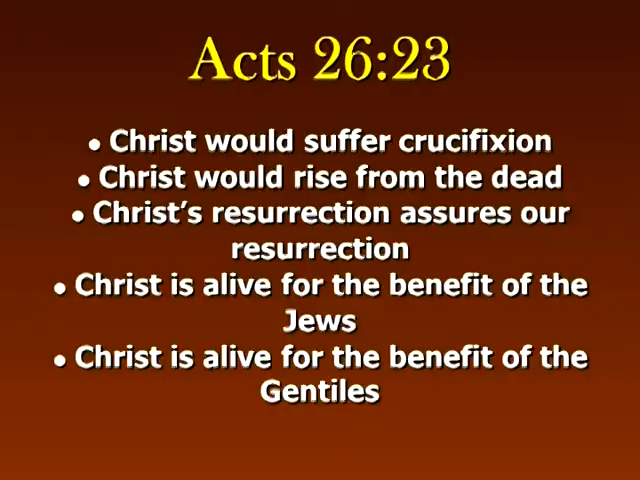 Acts 26:23
• Christ would suffer crucifixion
• Christ would rise from the dead
• Christ’s resurrection assures our
resurrection
• Christ is alive for the benefit of the
Jews
• Christ is alive for the benefit of the
Gentiles